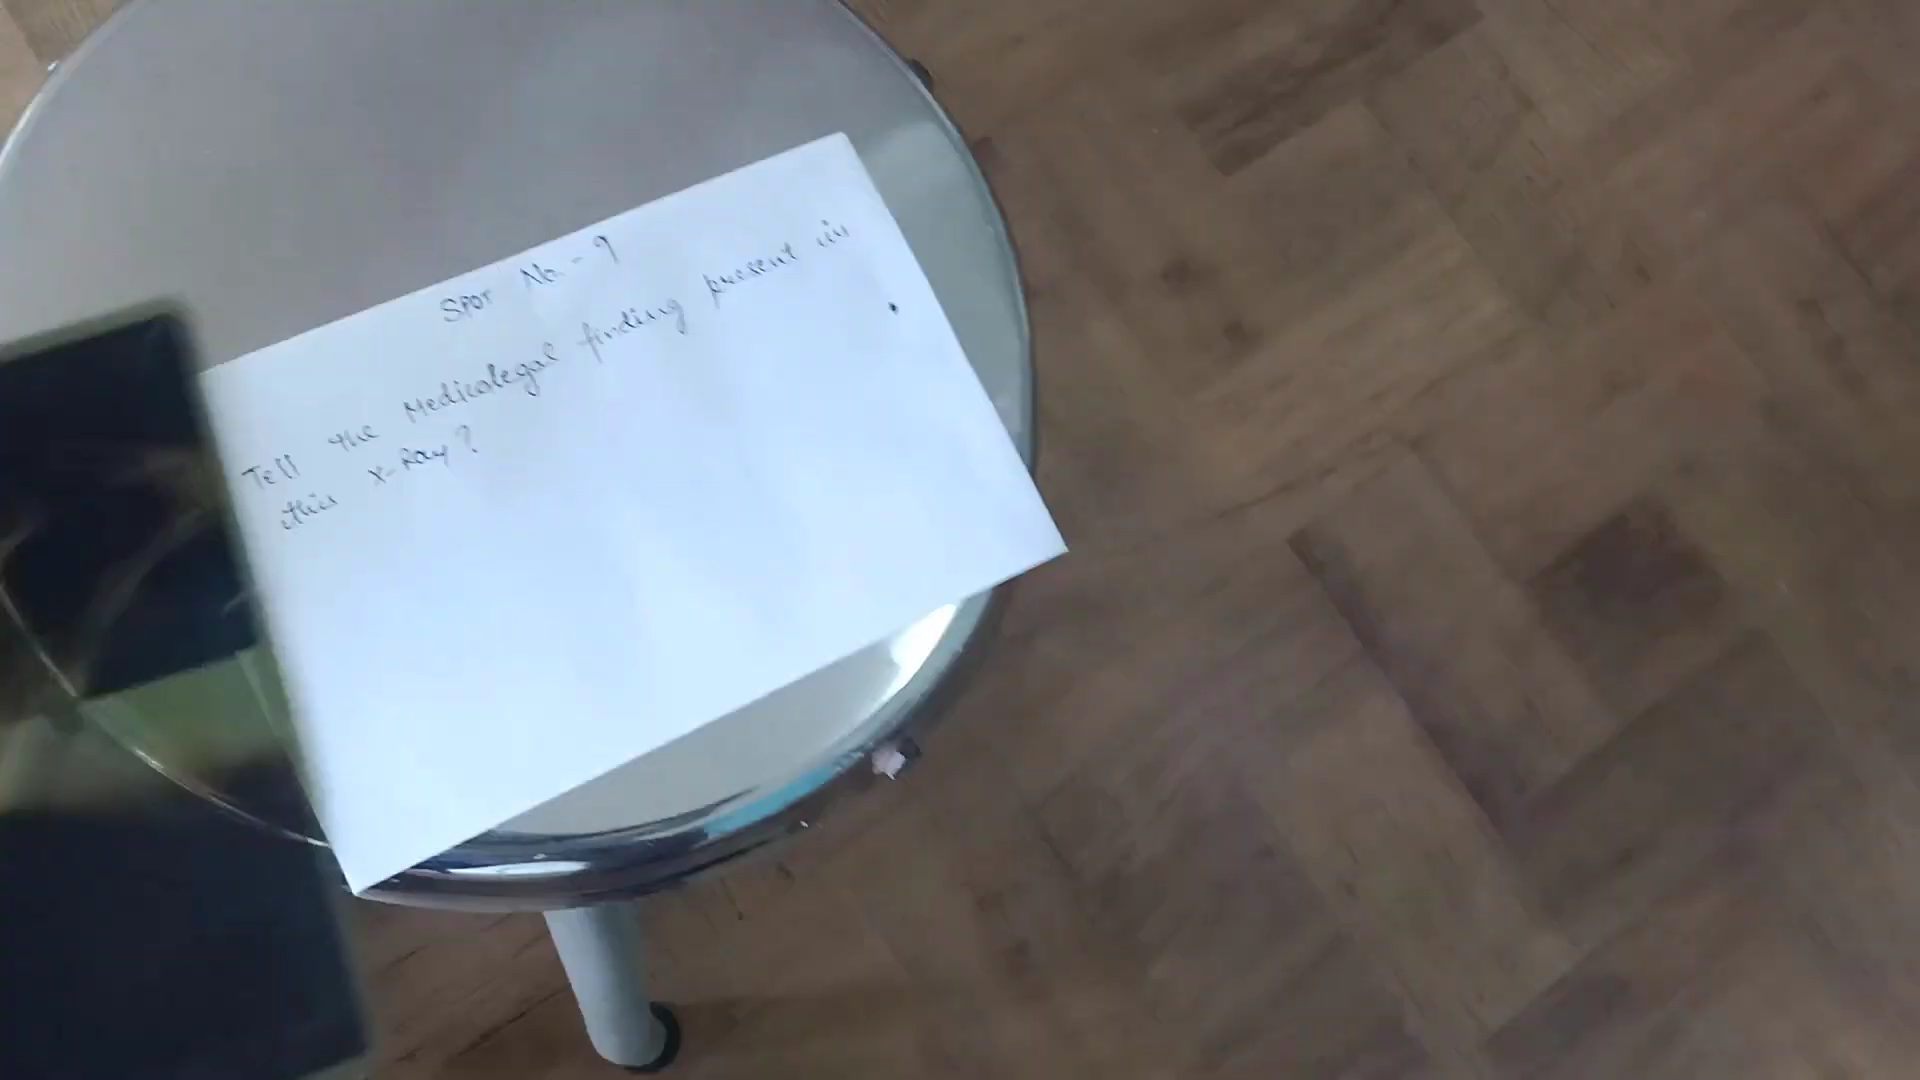 SPOT No. - 9
Tell the Medicolegal finding present in
this X-Ray?